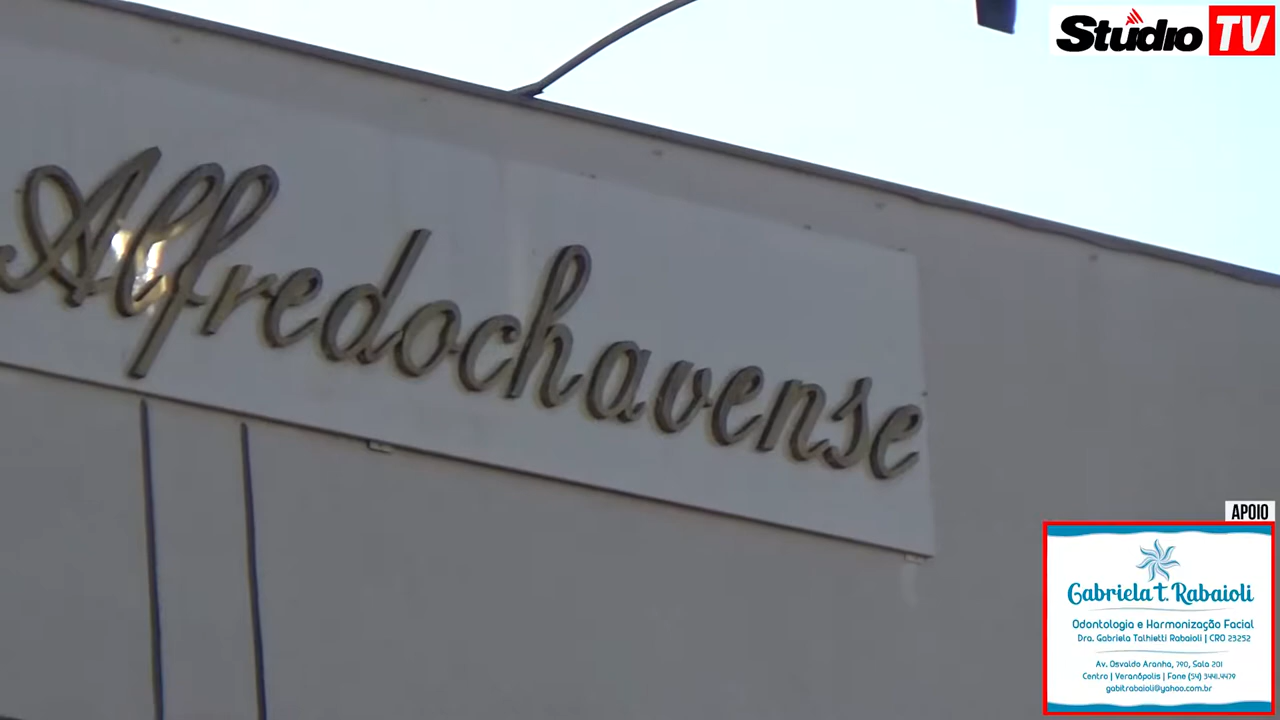 Stúdio TV
Alfredochavense
APOIO
Gabriela t. Rabaioli
Odontologia e Harmonização Facial
Dra. Gabriela Talhietti Rabaioli | CRO 23252
Av. Osvaldo Aranha, 790, Sala 201
Centro | Veranópolis | Fone (54) 3441.4479
gabitrabaioli@yahoo.com.br